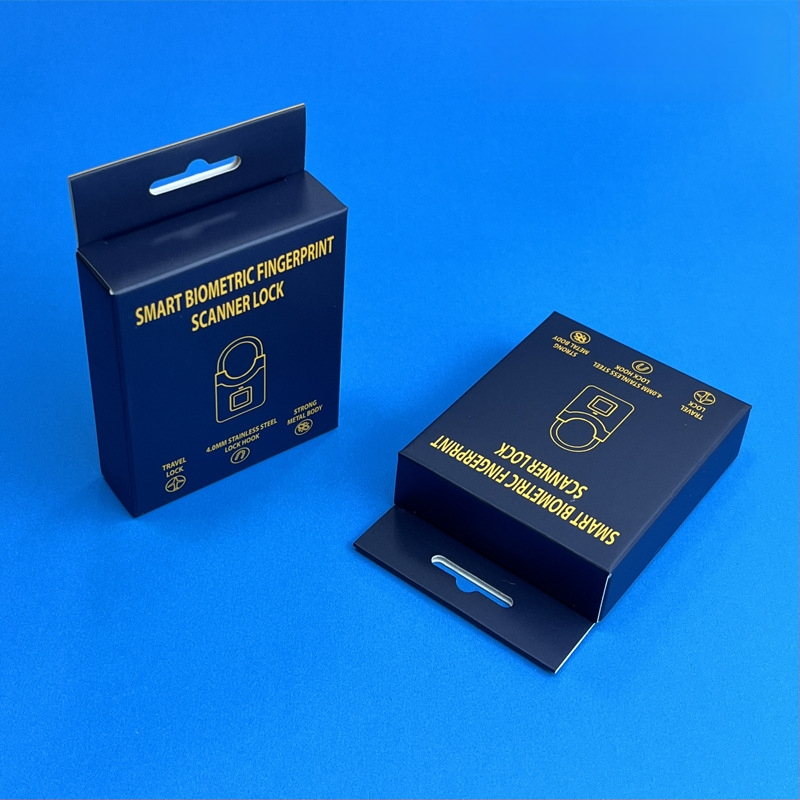 SMART BIOMETRIC FINGERPRINT
SCANNER LOCK
TRAVEL
LOCK
4.0MM STAINLESS STEEL
LOCK HOOK
STRONG
METAL BODY
SMART BIOMETRIC FINGERPRINT
SCANNER LOCK
TRAVEL
LOCK
4.0MM STAINLESS STEEL
LOCK HOOK
STRONG
METAL BODY